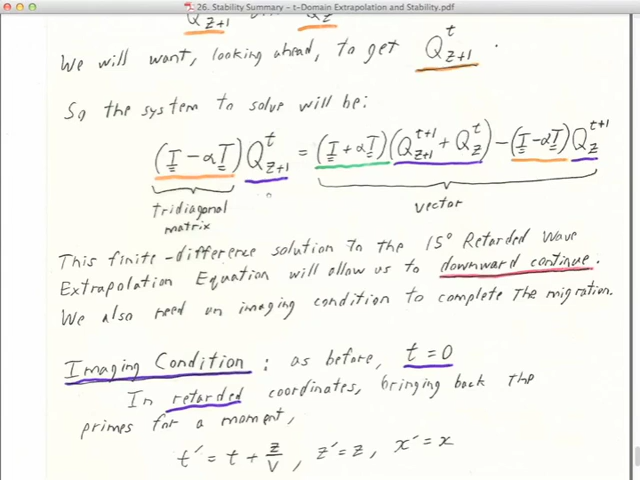 26. Stability Summary - t-Domain Extrapolation and Stability.pdf
Q_{z+1} Q_z
We will want, looking ahead, to get Q^t_{z+1} .
So the system to solve will be:
(I - αT) Q^t_{z+1} = (I + αT)(Q^{t+1}_{z+1} + Q^t_z) - (I - αT) Q^{t+1}_z
tridiagonal matrix
vector
This finite-difference solution to the 15° Retarded Wave
Extrapolation Equation will allow us to downward continue.
We also need an imaging condition to complete the migration.
Imaging Condition : as before, t = 0
In retarded coordinates, bringing back the
primes for a moment,
t' = t + z/v , z' = z , x' = x